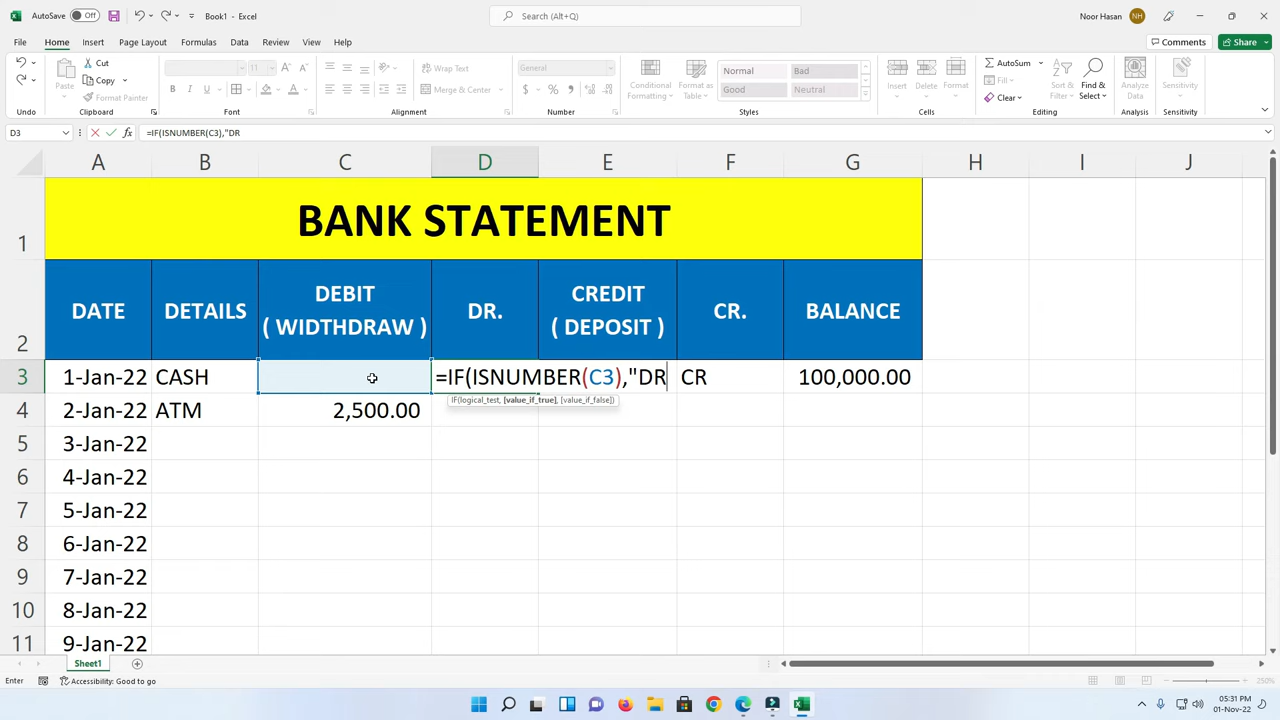 AutoSave Off Book1 - Excel Search (Alt+Q) Noor Hasan NH
File Home Insert Page Layout Formulas Data Review View Help Comments Share
Cut
Copy
Format Painter
Paste
11
Wrap Text
Merge & Center
General
Conditional Formatting
Format as Table
Normal Bad
Good Neutral
Insert Delete Format
AutoSum
Fill
Clear
Sort & Filter
Find & Select
Analyze Data
Sensitivity
Undo Clipboard Font Alignment Number Styles Cells Editing Analysis Sensitivity
D3 =IF(ISNUMBER(C3),"DR
A B C D E F G H I J
1 BANK STATEMENT
2 DATE DETAILS DEBIT ( WIDTHDRAW ) DR. CREDIT ( DEPOSIT ) CR. BALANCE
3 1-Jan-22 CASH =IF(ISNUMBER(C3),"DR CR 100,000.00
IF(logical_test, [value_if_true], [value_if_false])
4 2-Jan-22 ATM 2,500.00
5 3-Jan-22
6 4-Jan-22
7 5-Jan-22
8 6-Jan-22
9 7-Jan-22
10 8-Jan-22
11 9-Jan-22
Sheet1
Enter Accessibility: Good to go 250%
05:31 PM
01-Nov-22